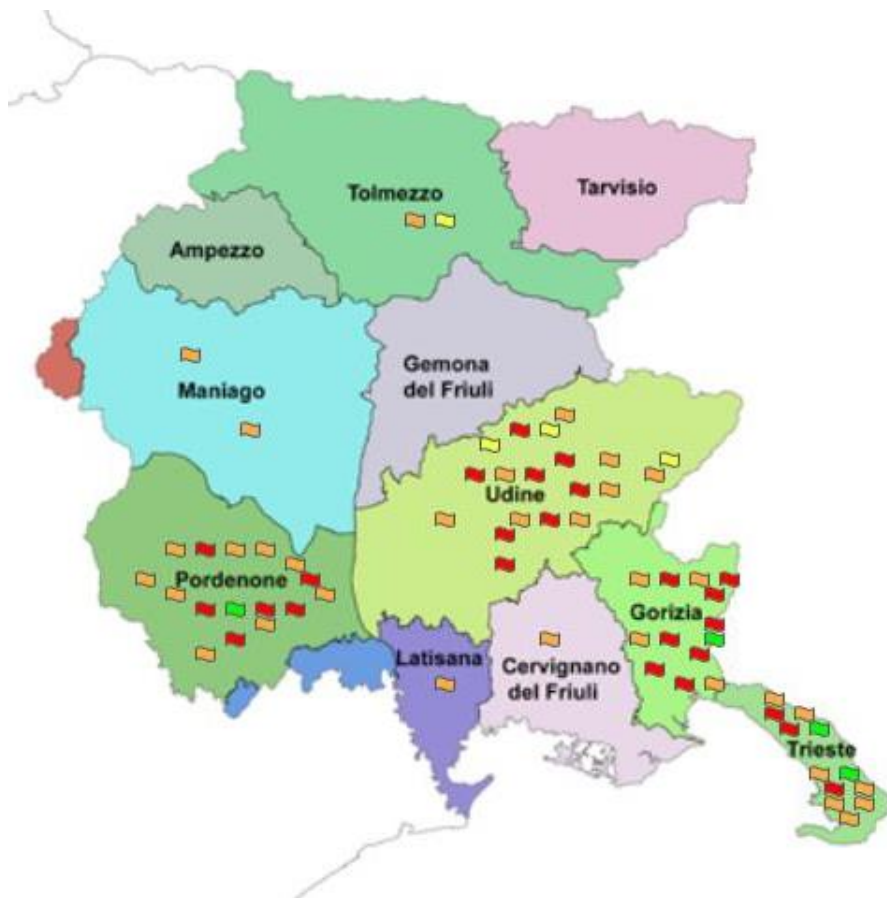 Tolmezzo
Tarvisio
Ampezzo
Gemona
del Friuli
Maniago
Udine
Pordenone
Gorizia
Latisana
Cervignano
del Friuli
Trieste